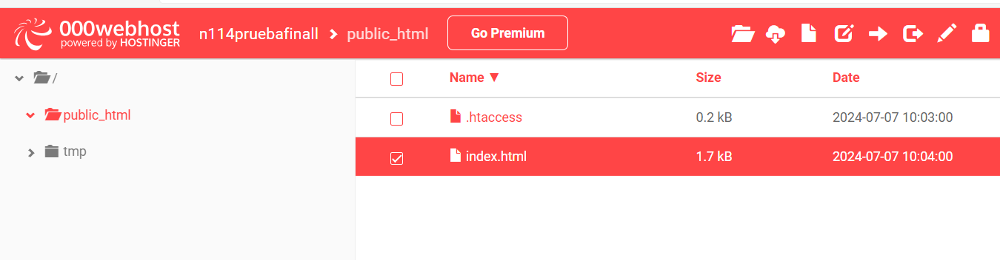 000webhost
powered by HOSTINGER
n114pruebafinall public_html Go Premium
/
public_html
tmp
Name ▼ Size Date
.htaccess 0.2 kB 2024-07-07 10:03:00
index.html 1.7 kB 2024-07-07 10:04:00